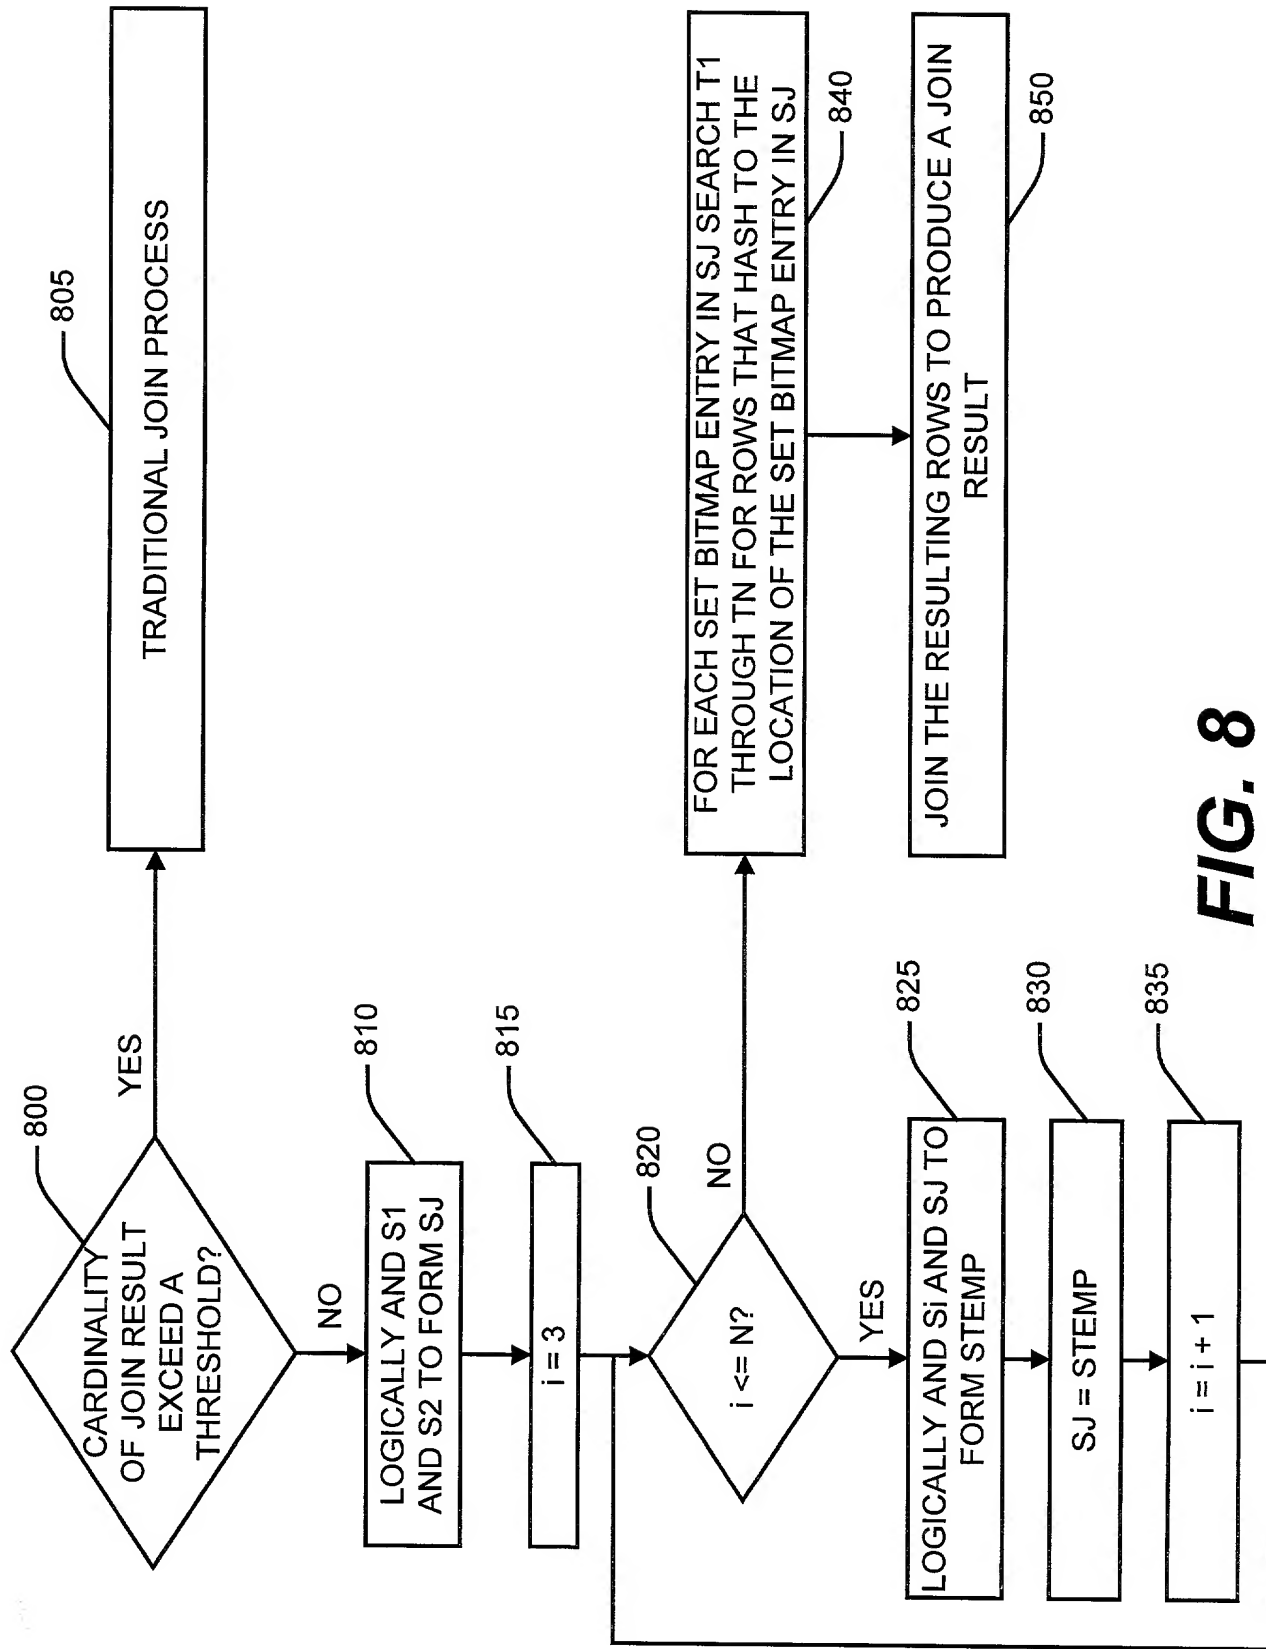 800
CARDINALITY
OF JOIN RESULT
EXCEED A
THRESHOLD?
YES
805
TRADITIONAL JOIN PROCESS
NO
810
LOGICALLY AND S1
AND S2 TO FORM SJ
815
i = 3
820
i <= N?
NO
840
FOR EACH SET BITMAP ENTRY IN SJ SEARCH T1
THROUGH TN FOR ROWS THAT HASH TO THE
LOCATION OF THE SET BITMAP ENTRY IN SJ
YES
825
LOGICALLY AND Si AND SJ TO
FORM STEMP
850
JOIN THE RESULTING ROWS TO PRODUCE A JOIN
RESULT
830
SJ = STEMP
835
i = i + 1
FIG. 8